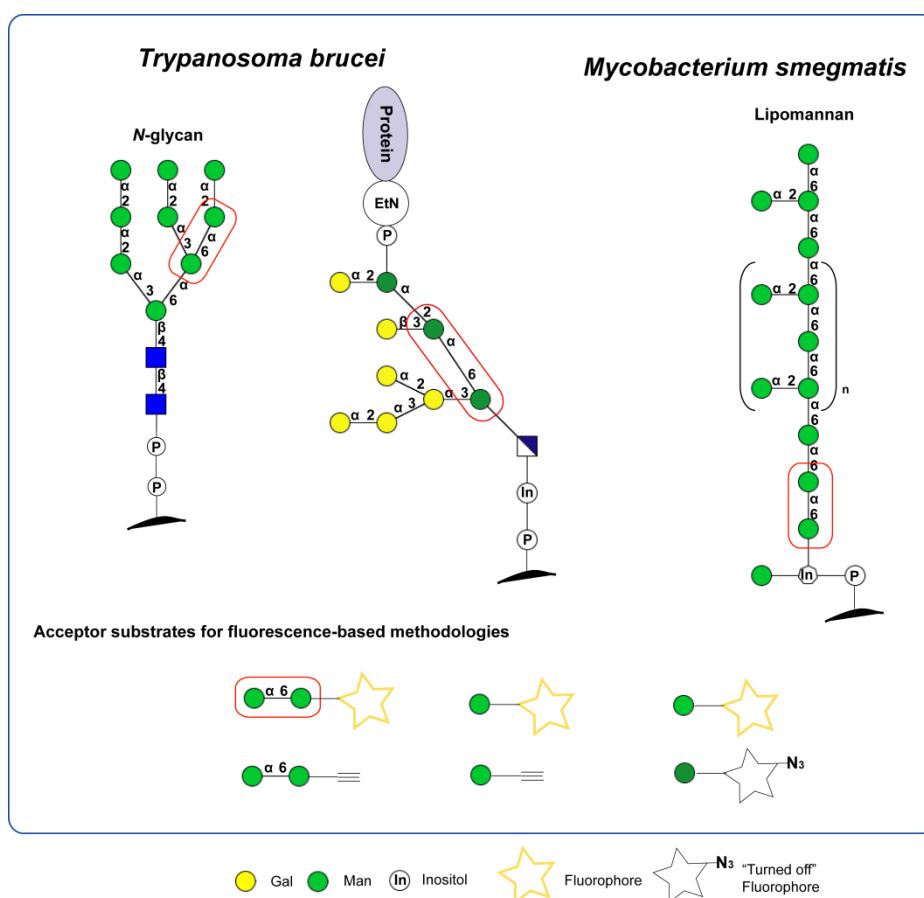 Trypanosoma brucei
Mycobacterium smegmatis
N-glycan
α 2
α 2
α 2
α 2
α 3
α 6
α 3
α 6
β 4
β 4
P
P
Protein
EtN
P
α 2
α 2
β 3
α 6
α 2
α 3
α 3
α 2
In
P
Lipomannan
α 6
α 2
α 6
α 6
α 2
α 6
α 6
α 2
n
α 6
α 6
α 6
In
P
Acceptor substrates for fluorescence-based methodologies
α 6
α 6
N3
Gal
Man
In
Inositol
Fluorophore
N3
"Turned off"
Fluorophore